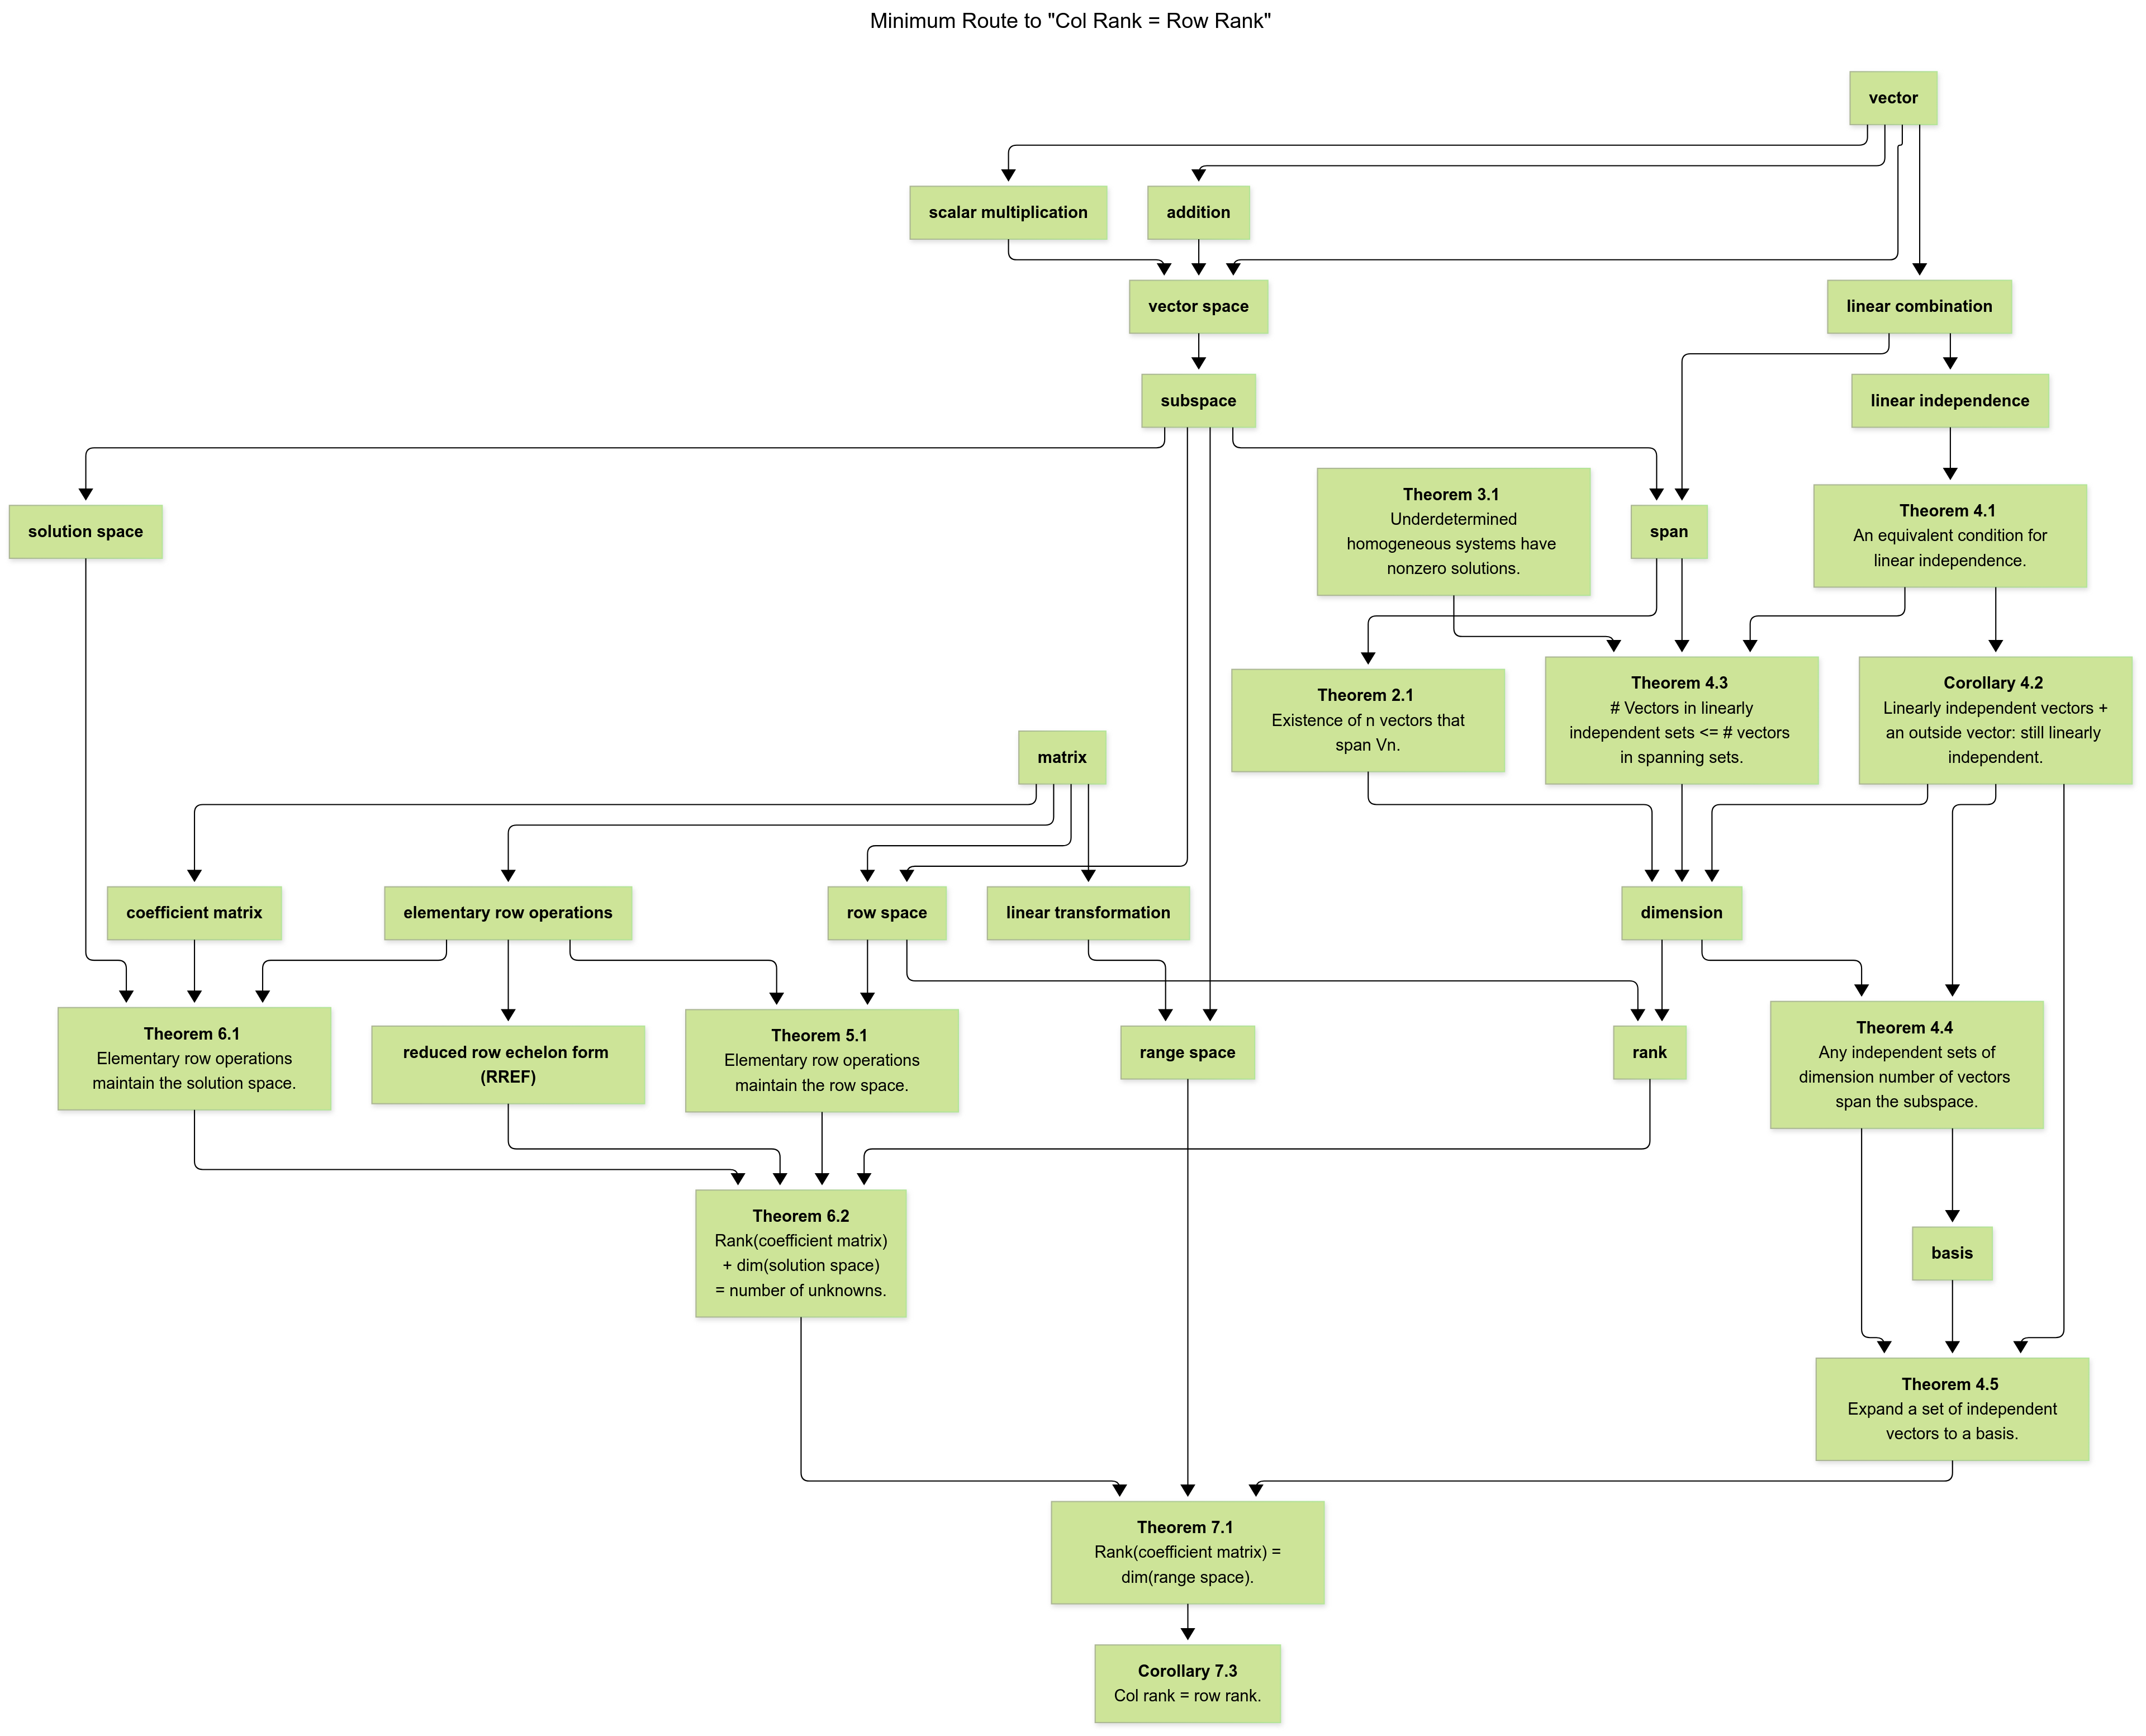 Minimum Route to "Col Rank = Row Rank"
vector
scalar multiplication
addition
vector space
linear combination
subspace
linear independence
solution space
Theorem 3.1
Underdetermined
homogeneous systems have
nonzero solutions.
span
Theorem 4.1
An equivalent condition for
linear independence.
matrix
Theorem 2.1
Existence of n vectors that
span Vn.
Theorem 4.3
# Vectors in linearly
independent sets <= # vectors
in spanning sets.
Corollary 4.2
Linearly independent vectors +
an outside vector: still linearly
independent.
coefficient matrix
elementary row operations
row space
linear transformation
dimension
Theorem 6.1
Elementary row operations
maintain the solution space.
reduced row echelon form
(RREF)
Theorem 5.1
Elementary row operations
maintain the row space.
range space
rank
Theorem 4.4
Any independent sets of
dimension number of vectors
span the subspace.
Theorem 6.2
Rank(coefficient matrix)
+ dim(solution space)
= number of unknowns.
basis
Theorem 4.5
Expand a set of independent
vectors to a basis.
Theorem 7.1
Rank(coefficient matrix) =
dim(range space).
Corollary 7.3
Col rank = row rank.